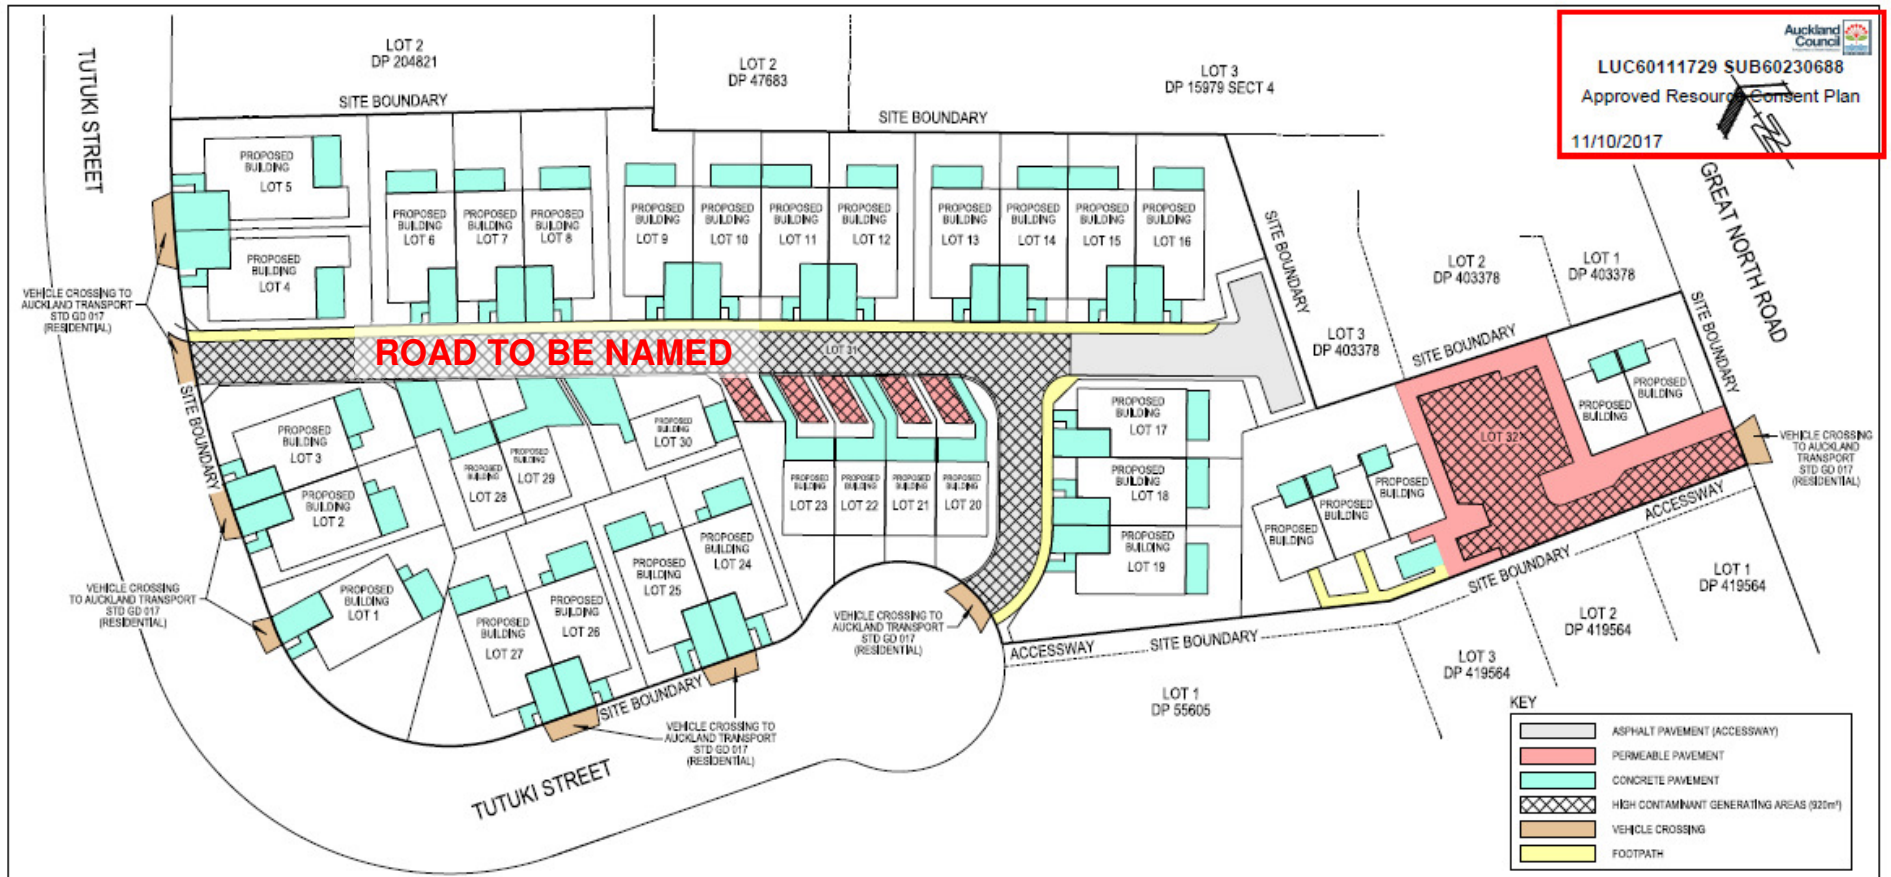 TUTUKI STREET
LOT 2
DP 204821
LOT 2
DP 47683
LOT 3
DP 15979 SECT 4
Auckland
Council
LUC60111729 SUB60230688
Approved Resource Consent Plan
11/10/2017
N
SITE BOUNDARY
SITE BOUNDARY
GREAT NORTH ROAD
PROPOSED
BUILDING
LOT 5
PROPOSED
BUILDING
LOT 4
PROPOSED
BUILDING
LOT 6
PROPOSED
BUILDING
LOT 7
PROPOSED
BUILDING
LOT 8
PROPOSED
BUILDING
LOT 9
PROPOSED
BUILDING
LOT 10
PROPOSED
BUILDING
LOT 11
PROPOSED
BUILDING
LOT 12
PROPOSED
BUILDING
LOT 13
PROPOSED
BUILDING
LOT 14
PROPOSED
BUILDING
LOT 15
PROPOSED
BUILDING
LOT 16
SITE BOUNDARY
LOT 2
DP 403378
LOT 1
DP 403378
LOT 3
DP 403378
SITE BOUNDARY
SITE BOUNDARY
VEHICLE CROSSING TO
AUCKLAND TRANSPORT
STD GD 017
(RESIDENTIAL)
ROAD TO BE NAMED
LOT 31
SITE BOUNDARY
PROPOSED
BUILDING
LOT 3
PROPOSED
BUILDING
LOT 2
PROPOSED
BUILDING
LOT 1
PROPOSED
BUILDING
LOT 28
PROPOSED
BUILDING
LOT 29
PROPOSED
BUILDING
LOT 30
PROPOSED
BUILDING
LOT 23
PROPOSED
BUILDING
LOT 22
PROPOSED
BUILDING
LOT 21
PROPOSED
BUILDING
LOT 20
PROPOSED
BUILDING
LOT 17
PROPOSED
BUILDING
LOT 18
PROPOSED
BUILDING
LOT 19
PROPOSED
BUILDING
LOT 27
PROPOSED
BUILDING
LOT 26
PROPOSED
BUILDING
LOT 25
PROPOSED
BUILDING
LOT 24
PROPOSED
BUILDING
PROPOSED
BUILDING
PROPOSED
BUILDING
PROPOSED
BUILDING
PROPOSED
BUILDING
LOT 32
VEHICLE CROSSING
TO AUCKLAND
TRANSPORT
STD GD 017
(RESIDENTIAL)
ACCESSWAY
SITE BOUNDARY
LOT 1
DP 419564
LOT 2
DP 419564
LOT 3
DP 419564
VEHICLE CROSSING
TO AUCKLAND TRANSPORT
STD GD 017
(RESIDENTIAL)
VEHICLE CROSSING TO
AUCKLAND TRANSPORT
STD GD 017
(RESIDENTIAL)
ACCESSWAY
SITE BOUNDARY
LOT 1
DP 55605
SITE BOUNDARY
VEHICLE CROSSING TO
AUCKLAND TRANSPORT
STD GD 017
(RESIDENTIAL)
TUTUKI STREET
KEY
ASPHALT PAVEMENT (ACCESSWAY)
PERMEABLE PAVEMENT
CONCRETE PAVEMENT
HIGH CONTAMINANT GENERATING AREAS (920m²)
VEHICLE CROSSING
FOOTPATH